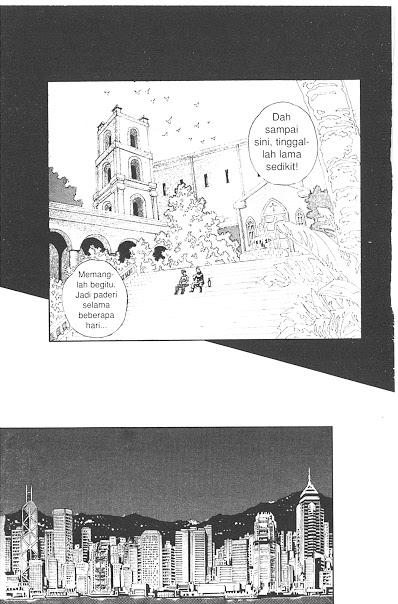 Dah
sampai
sini, tinggal-
lah lama
sedikit!
Memang-
lah begitu.
Jadi paderi
selama
beberapa
hari...